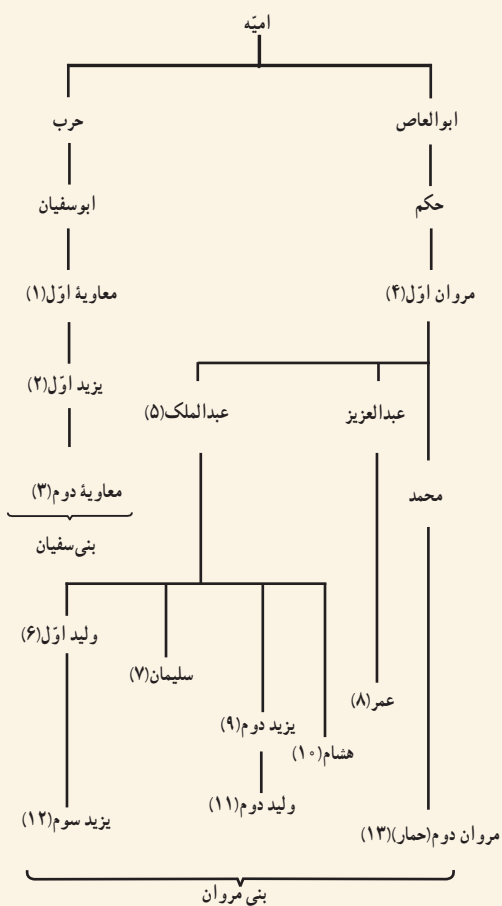 امیّه
ابوالعاص
حرب
حکم
ابوسفیان
مروان اوّل(۴)
معاویهٔ اوّل(۱)
یزید اوّل(۲)
عبدالعزیز
عبدالملک(۵)
محمد
معاویهٔ دوم(۳)
بنی‌سفیان
ولید اوّل(۶)
سلیمان(۷)
عمر(۸)
یزید دوم(۹)
هشام(۱۰)
ولید دوم(۱۱)
یزید سوم(۱۲)
مروان دوم(حمار)(۱۳)
بنی مروان